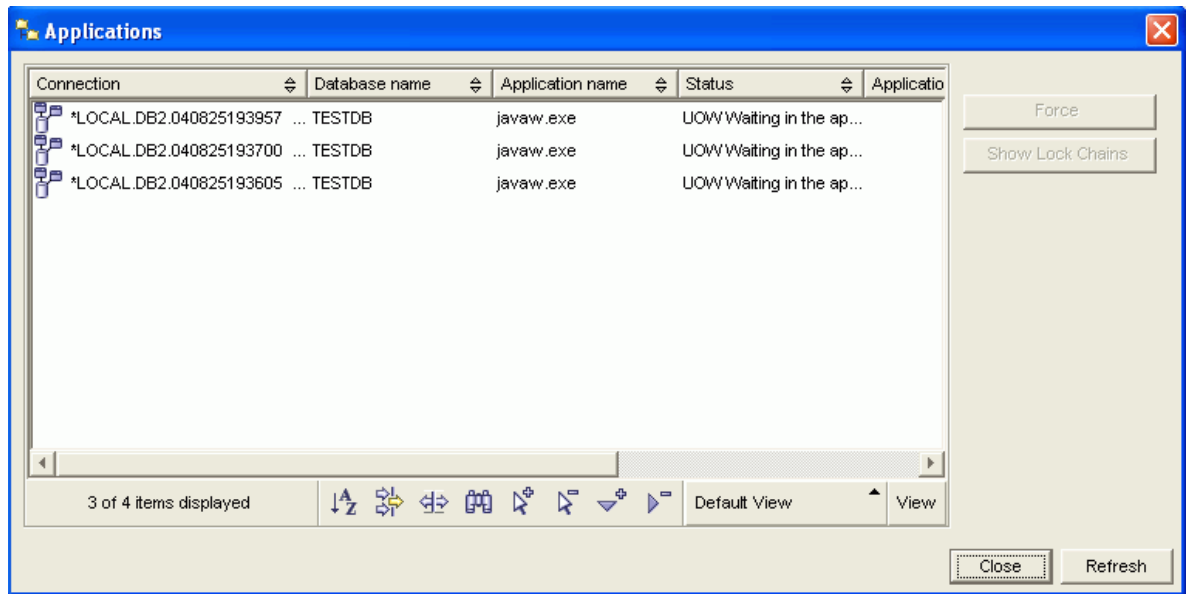 Applications
Connection Database name Application name Status Applicatio
*LOCAL.DB2.040825193957 ... TESTDB javaw.exe UOW Waiting in the ap...
*LOCAL.DB2.040825193700 ... TESTDB javaw.exe UOW Waiting in the ap...
*LOCAL.DB2.040825193605 ... TESTDB javaw.exe UOW Waiting in the ap...
Force
Show Lock Chains
3 of 4 items displayed Default View View
Close Refresh